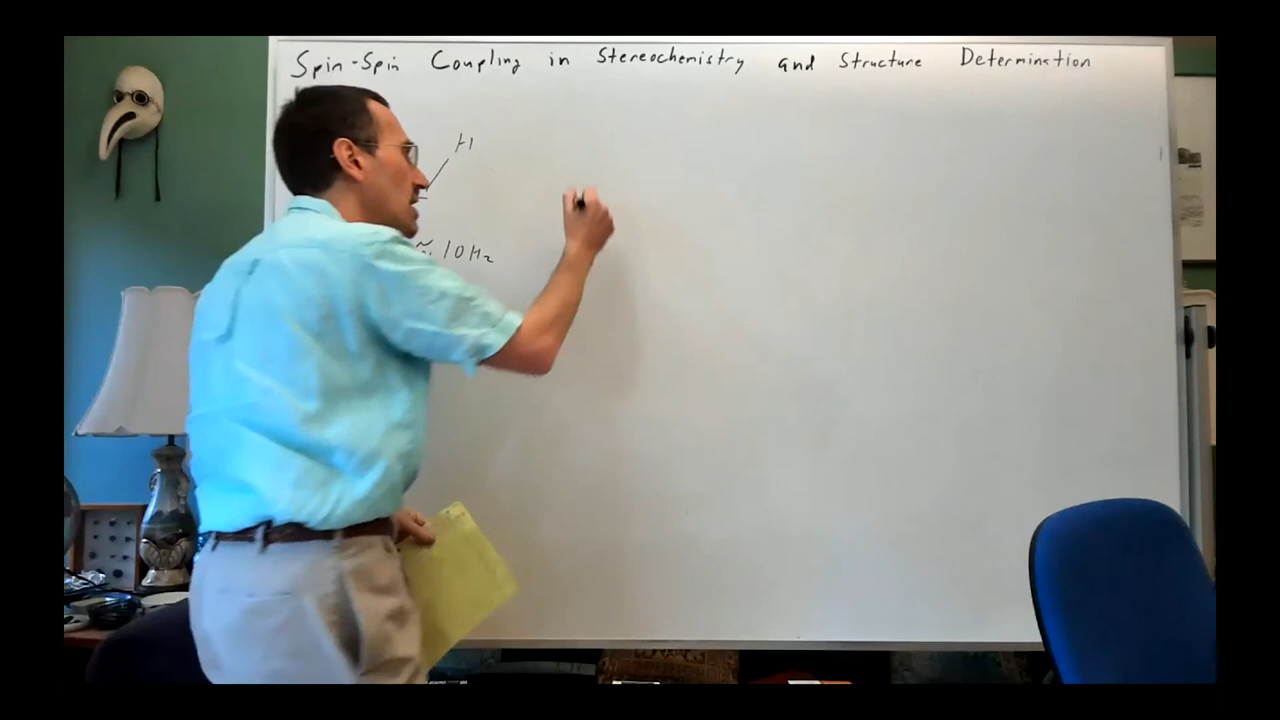 Spin-Spin Coupling in Stereochemistry and Structure Determination
H
≈ 10 Hz